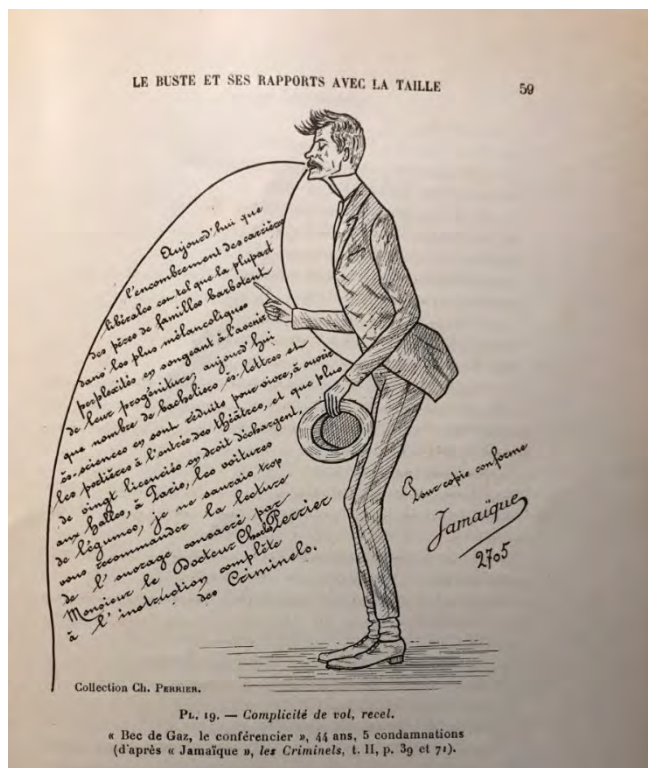 LE BUSTE ET SES RAPPORTS AVEC LA TAILLE 59
Aujourd'hui que
l'encombrement des carrières
libérales est tel que la plupart
des pères de familles barbotent
dans les plus mélancoliques
perplexités en songeant à l'avenir
de leur progéniture, aujourd'hui
que nombre de bacheliers ès-lettres et
ès-sciences en sont réduits pour vivre, à ouvrir
les portières à l'entrée des théâtres, et que plus
de vingt licenciés en droit déchargent,
aux halles, à Paris, les voitures
de légumes, je ne saurais trop
vous recommander la lecture
de l'ouvrage consacré par
Monsieur le Docteur Charles Perrier
à l'instruction complète
des Criminels.
Pour copie conforme
Jamaïque
2705
Collection Ch. PERRIER.
PL. 19. — Complicité de vol, recel.
« Bec de Gaz, le conférencier », 44 ans, 5 condamnations
(d'après « Jamaïque », les Criminels, t. II, p. 39 et 71).